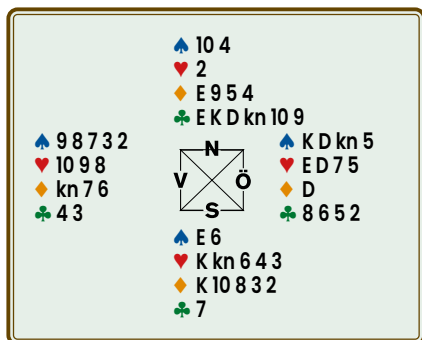 ♠ 10 4
♥ 2
♦ E 9 5 4
♣ E K D kn 10 9
♠ 9 8 7 3 2
♥ 10 9 8
♦ kn 7 6
♣ 4 3
N
V Ö
S
♠ K D kn 5
♥ E D 7 5
♦ D
♣ 8 6 5 2
♠ E 6
♥ K kn 6 4 3
♦ K 10 8 3 2
♣ 7